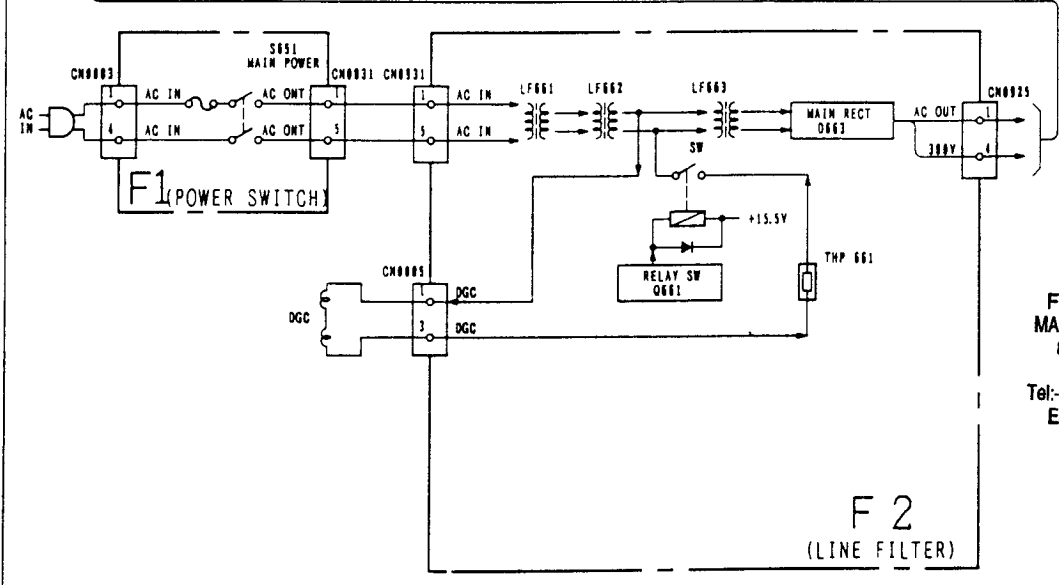 S651
MAIN POWER
CN0003
CN0931
CN0931
AC IN
1
AC IN
AC ONT
1
1
AC IN
4
AC IN
AC ONT
5
5
AC IN
F1 (POWER SWITCH)
LF661
LF662
LF663
MAIN RECT
D663
AC OUT
CN0925
1
300V
4
SW
+15.5V
RELAY SW
Q661
THP 661
CN0005
DGC
1
DGC
3
DGC
F
MA
Tel:-
E
F 2
(LINE FILTER)